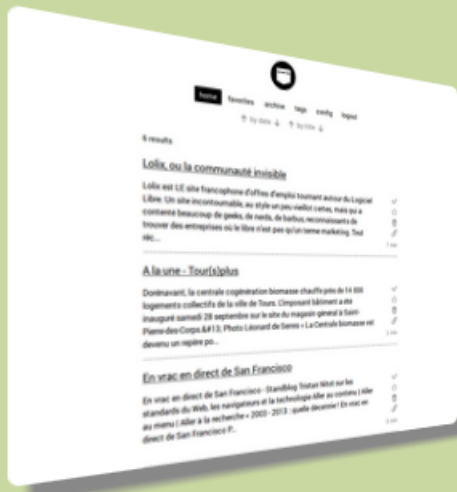 home favorites archive tags config logout
by date by title
6 results
Lolix, ou la communauté invisible
Lolix est LE site francophone d'offres d'emploi tournant autour du Logiciel
Libre. Un site incontournable, au style un peu vieillot certes, mais qui a
contenté beaucoup de geeks, de nerds, de barbus, reconnaissants de
trouver des entreprises où le libre n'est pas qu'un terme marketing. Tout
réc...
A la une - Tour(s)plus
Dorénavant, la centrale cogénération biomasse chauffe près de 14 000
logements collectifs de la ville de Tours. L'imposant bâtiment a été
inauguré samedi 28 septembre sur le site du magasin général à Saint-
Pierre-des-Corps &#13; Photo Léonard de Serres « La Centrale biomasse est
devenu un repère po...
En vrac en direct de San Francisco
En vrac en direct de San Francisco - Standblog Tristan Nitot sur les
standards du Web, les navigateurs et la technologie Aller au contenu | Aller
au menu | Aller à la recherche « 2003 - 2013 : quelle décennie ! En vrac en
direct de San Francisco P...